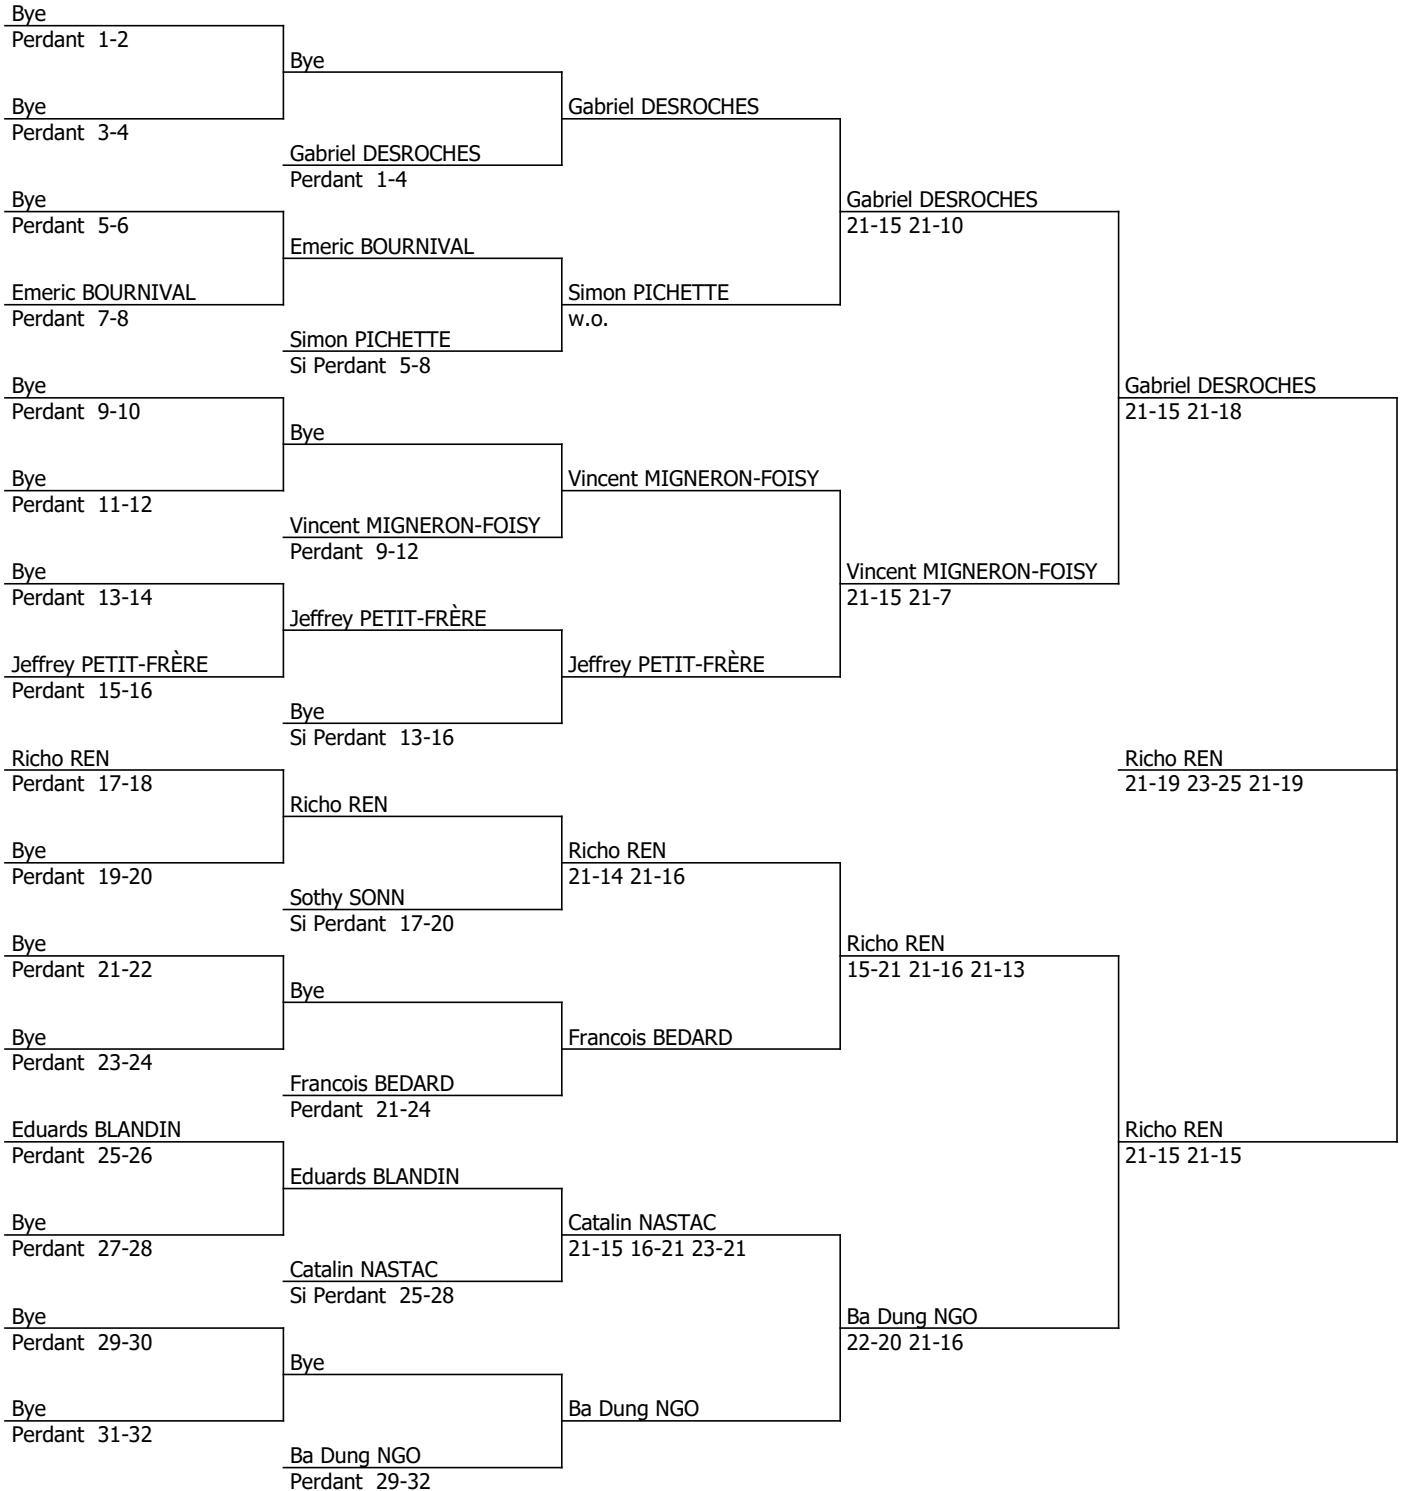 Bye
Perdant 1-2
Bye
Perdant 3-4
Bye
Perdant 5-6
Emeric BOURNIVAL
Perdant 7-8
Bye
Perdant 9-10
Bye
Perdant 11-12
Bye
Perdant 13-14
Jeffrey PETIT-FRÈRE
Perdant 15-16
Richo REN
Perdant 17-18
Bye
Perdant 19-20
Bye
Perdant 21-22
Bye
Perdant 23-24
Eduards BLANDIN
Perdant 25-26
Bye
Perdant 27-28
Bye
Perdant 29-30
Bye
Perdant 31-32
Bye
Gabriel DESROCHES
Perdant 1-4
Emeric BOURNIVAL
Simon PICHETTE
Si Perdant 5-8
Bye
Vincent MIGNERON-FOISY
Perdant 9-12
Jeffrey PETIT-FRÈRE
Bye
Si Perdant 13-16
Richo REN
Sothy SONN
Si Perdant 17-20
Bye
Francois BEDARD
Perdant 21-24
Eduards BLANDIN
Catalin NASTAC
Si Perdant 25-28
Bye
Ba Dung NGO
Perdant 29-32
Gabriel DESROCHES
Simon PICHETTE
w.o.
Vincent MIGNERON-FOISY
Jeffrey PETIT-FRÈRE
Richo REN
21-14 21-16
Francois BEDARD
Catalin NASTAC
21-15 16-21 23-21
Ba Dung NGO
Gabriel DESROCHES
21-15 21-10
Vincent MIGNERON-FOISY
21-15 21-7
Richo REN
15-21 21-16 21-13
Ba Dung NGO
22-20 21-16
Gabriel DESROCHES
21-15 21-18
Richo REN
21-19 23-25 21-19
Richo REN
21-15 21-15